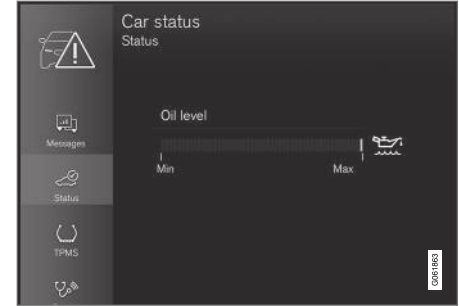 Car status
Status
Messages
Status
TPMS
Oil level
Min Max
G061863